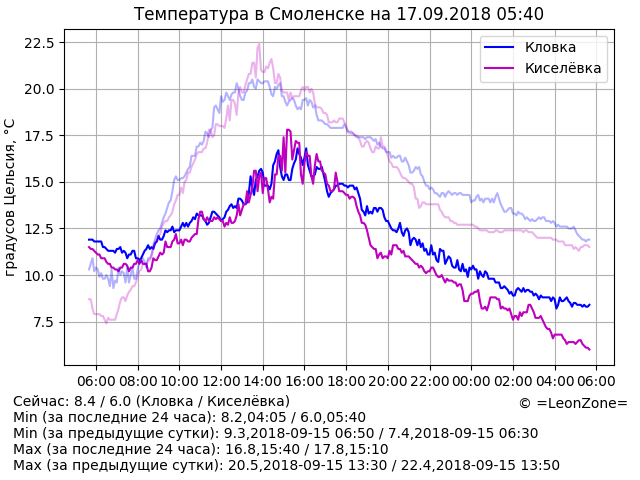 Температура в Смоленске на 17.09.2018 05:40
Кловка
Киселёвка
градусов Цельсия, °C
22.5
20.0
17.5
15.0
12.5
10.0
7.5
06:00 08:00 10:00 12:00 14:00 16:00 18:00 20:00 22:00 00:00 02:00 04:00 06:00
Сейчас: 8.4 / 6.0 (Кловка / Киселёвка)
© =LeonZone=
Min (за последние 24 часа): 8.2,04:05 / 6.0,05:40
Min (за предыдущие сутки): 9.3,2018-09-15 06:50 / 7.4,2018-09-15 06:30
Max (за последние 24 часа): 16.8,15:40 / 17.8,15:10
Max (за предыдущие сутки): 20.5,2018-09-15 13:30 / 22.4,2018-09-15 13:50